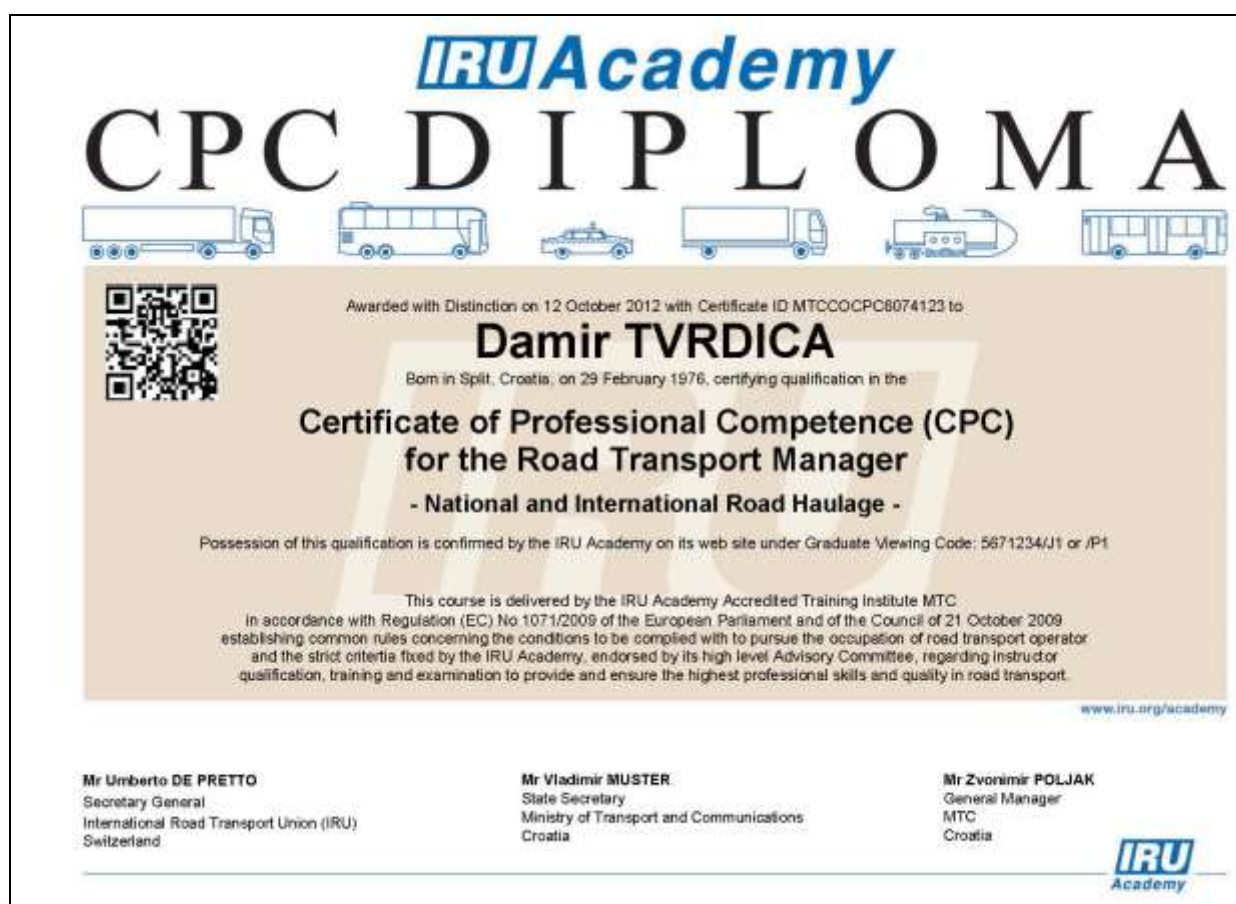 IRU Academy
CPC DIPLOMA
Awarded with Distinction on 12 October 2012 with Certificate ID MTCCOCPC6074123 to
Damir TVRDICA
Born in Split, Croatia, on 29 February 1976, certifying qualification in the
Certificate of Professional Competence (CPC)
for the Road Transport Manager
- National and International Road Haulage -
Possession of this qualification is confirmed by the IRU Academy on its web site under Graduate Viewing Code: 5671234/J1 or /P1
This course is delivered by the IRU Academy Accredited Training Institute MTC
in accordance with Regulation (EC) No 1071/2009 of the European Parliament and of the Council of 21 October 2009
establishing common rules concerning the conditions to be complied with to pursue the occupation of road transport operator
and the strict critertia fixed by the IRU Academy, endorsed by its high level Advisory Committee, regarding instructor
qualification, training and examination to provide and ensure the highest professional skills and quality in road transport.
www.iru.org/academy
Mr Umberto DE PRETTO
Secretary General
International Road Transport Union (IRU)
Switzerland
Mr Vladimir MUSTER
State Secretary
Ministry of Transport and Communications
Croatia
Mr Zvonimir POLJAK
General Manager
MTC
Croatia
IRU
Academy